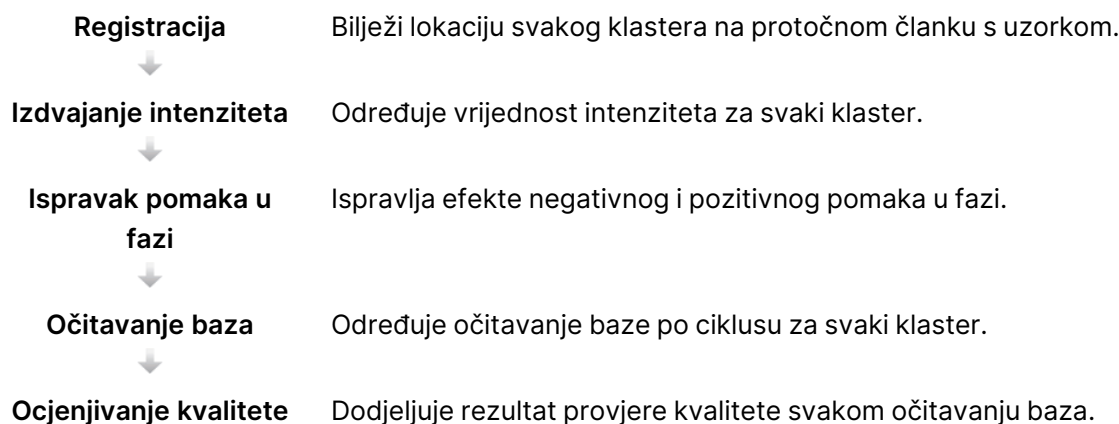 Registracija Bilježi lokaciju svakog klastera na protočnom članku s uzorkom.
Izdvajanje intenziteta Određuje vrijednost intenziteta za svaki klaster.
Ispravak pomaka u Ispravlja efekte negativnog i pozitivnog pomaka u fazi.
fazi
Očitavanje baza Određuje očitavanje baze po ciklusu za svaki klaster.
Ocjenjivanje kvalitete Dodjeljuje rezultat provjere kvalitete svakom očitavanju baza.